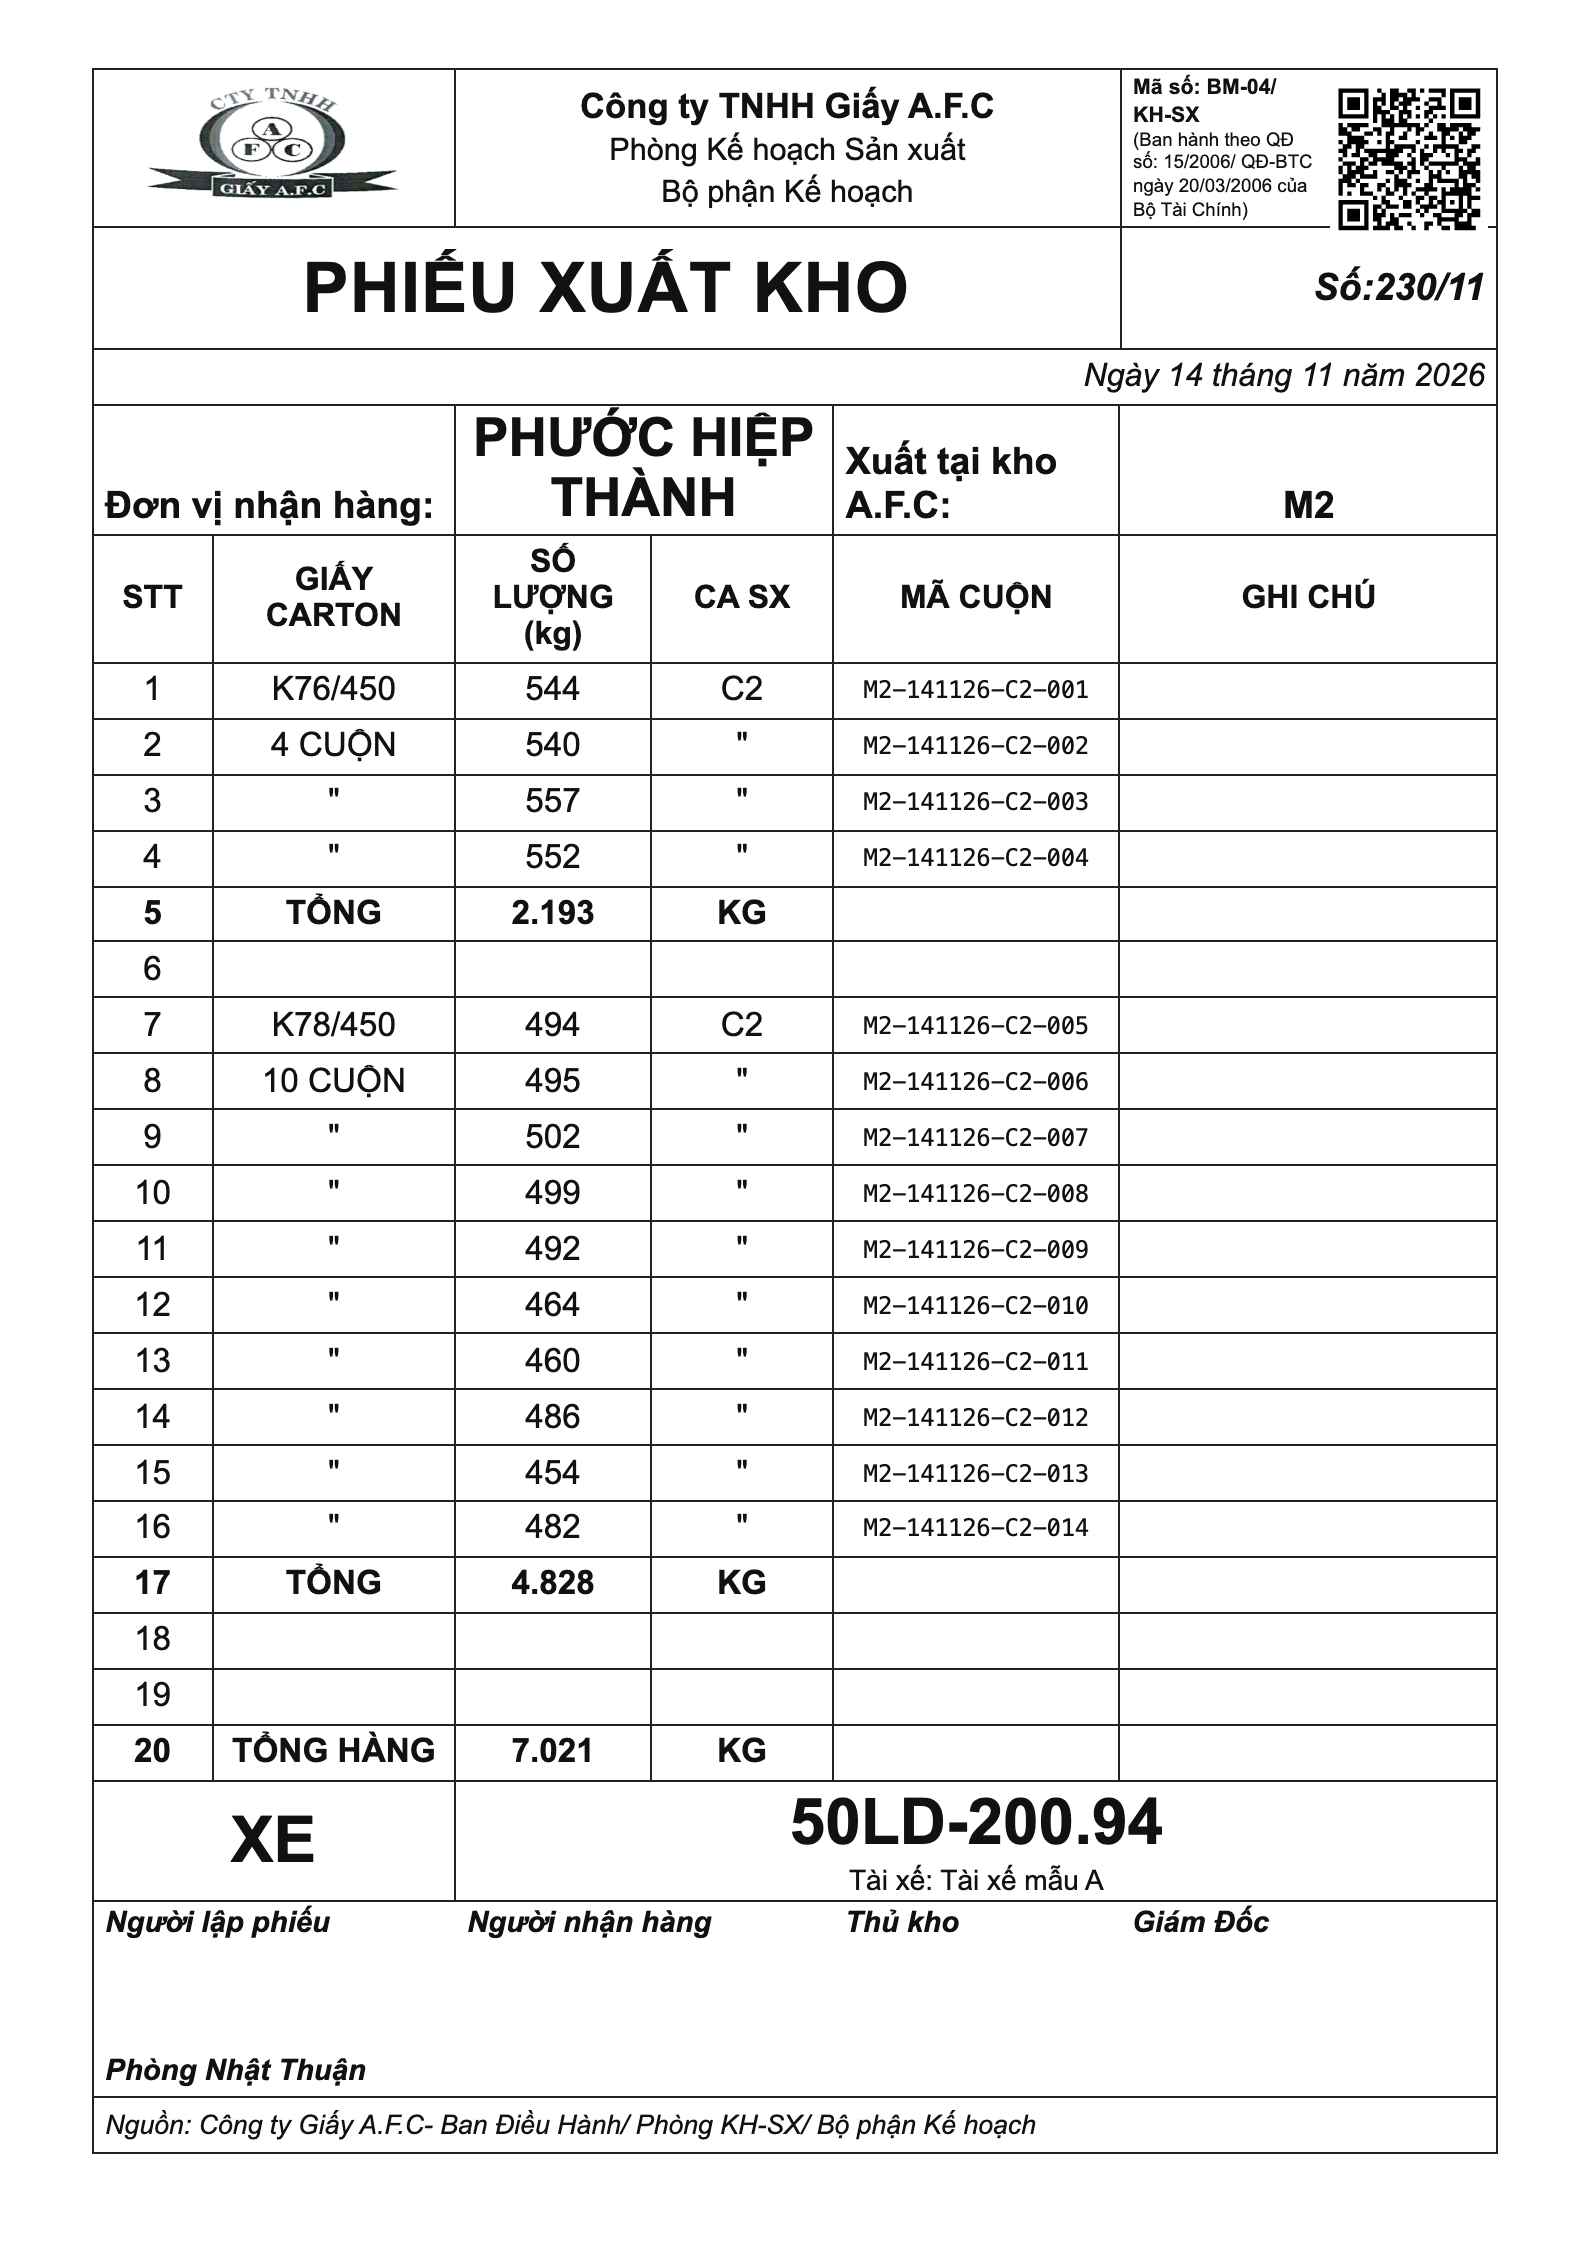 CTY TNHH
A
F C
GIẤY A.F.C
Công ty TNHH Giấy A.F.C
Phòng Kế hoạch Sản xuất
Bộ phận Kế hoạch
Mã số: BM-04/
KH-SX
(Ban hành theo QĐ
số: 15/2006/ QĐ-BTC
ngày 20/03/2006 của
Bộ Tài Chính)
PHIẾU XUẤT KHO
Số:230/11
Ngày 14 tháng 11 năm 2026
Đơn vị nhận hàng:
PHƯỚC HIỆP
THÀNH
Xuất tại kho
A.F.C:
M2
STT
GIẤY
CARTON
SỐ
LƯỢNG
(kg)
CA SX
MÃ CUỘN
GHI CHÚ
1 K76/450 544 C2 M2-141126-C2-001
2 4 CUỘN 540 " M2-141126-C2-002
3 " 557 " M2-141126-C2-003
4 " 552 " M2-141126-C2-004
5 TỔNG 2.193 KG
6
7 K78/450 494 C2 M2-141126-C2-005
8 10 CUỘN 495 " M2-141126-C2-006
9 " 502 " M2-141126-C2-007
10 " 499 " M2-141126-C2-008
11 " 492 " M2-141126-C2-009
12 " 464 " M2-141126-C2-010
13 " 460 " M2-141126-C2-011
14 " 486 " M2-141126-C2-012
15 " 454 " M2-141126-C2-013
16 " 482 " M2-141126-C2-014
17 TỔNG 4.828 KG
18
19
20 TỔNG HÀNG 7.021 KG
XE
50LD-200.94
Tài xế: Tài xế mẫu A
Người lập phiếu Người nhận hàng Thủ kho Giám Đốc
Phòng Nhật Thuận
Nguồn: Công ty Giấy A.F.C- Ban Điều Hành/ Phòng KH-SX/ Bộ phận Kế hoạch